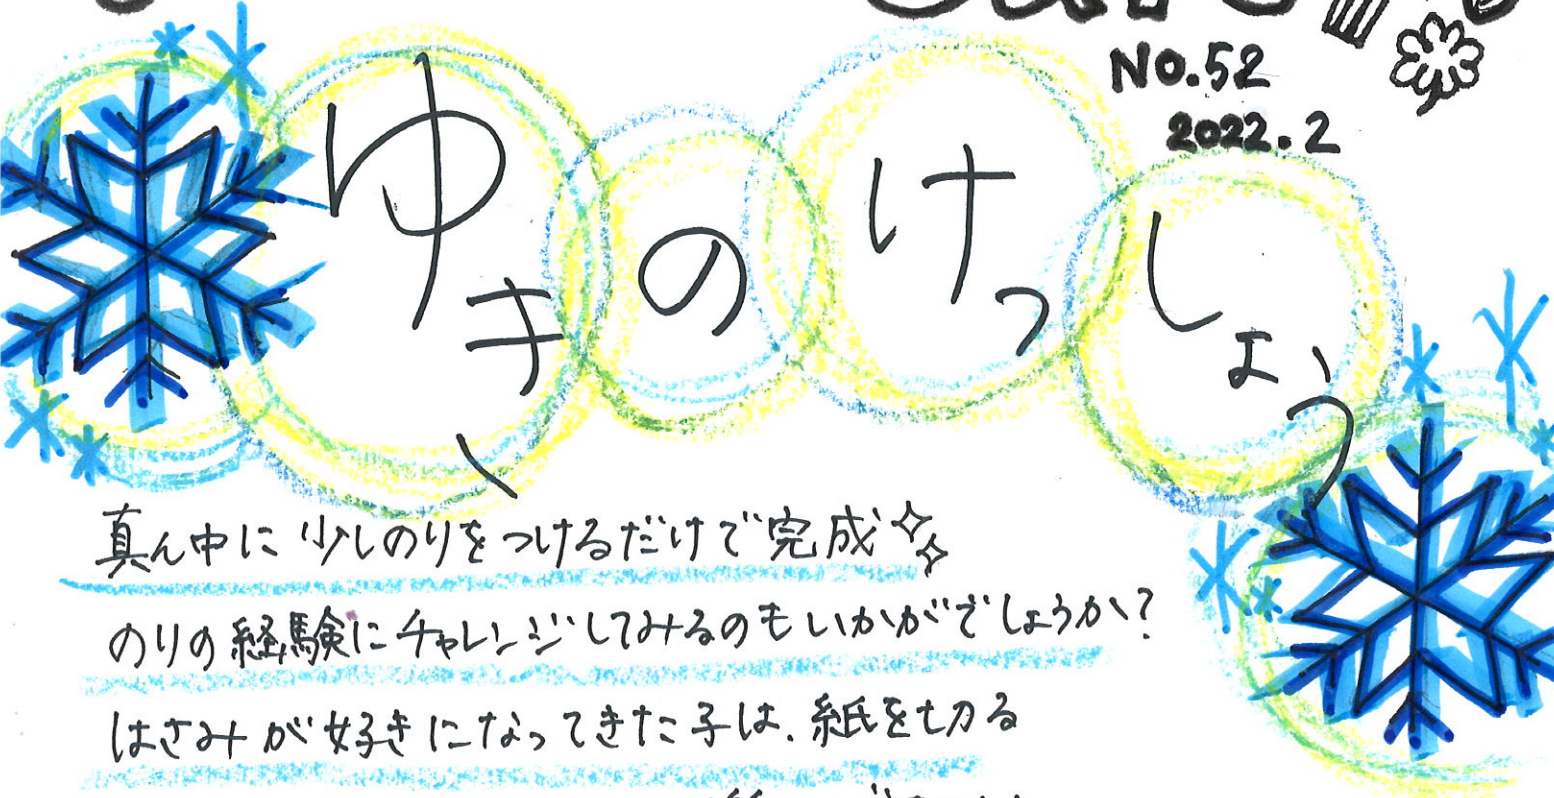 NO.52
2022.2
ゆきのけっしょう
真ん中に少しのりをつけるだけで完成
のりの経験にチャレンジしてみるのもいかがでしょうか?
はさみが好きになってきた子は、紙を切る